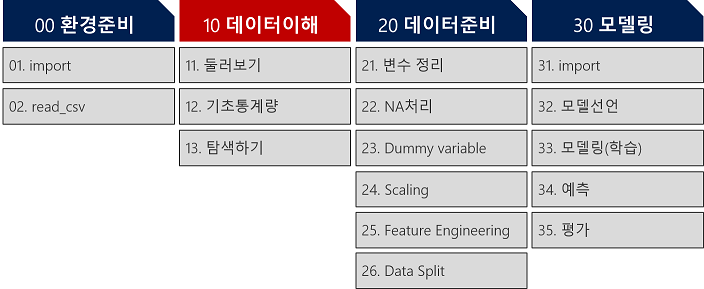 00 환경준비
01. import
02. read_csv
10 데이터이해
11. 둘러보기
12. 기초통계량
13. 탐색하기
20 데이터준비
21. 변수 정리
22. NA처리
23. Dummy variable
24. Scaling
25. Feature Engineering
26. Data Split
30 모델링
31. import
32. 모델선언
33. 모델링(학습)
34. 예측
35. 평가